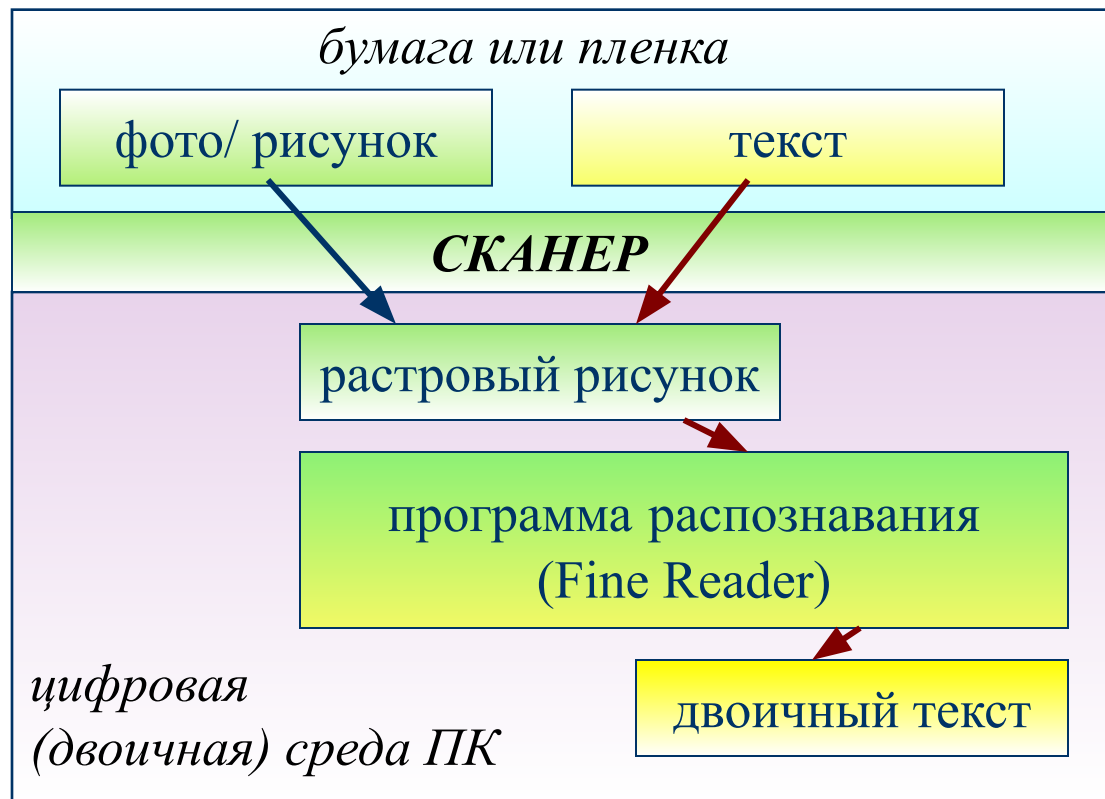 бумага или пленка
фото/ рисунок
текст
СКАНЕР
растровый рисунок
программа распознавания
(Fine Reader)
двоичный текст
цифровая
(двоичная) среда ПК